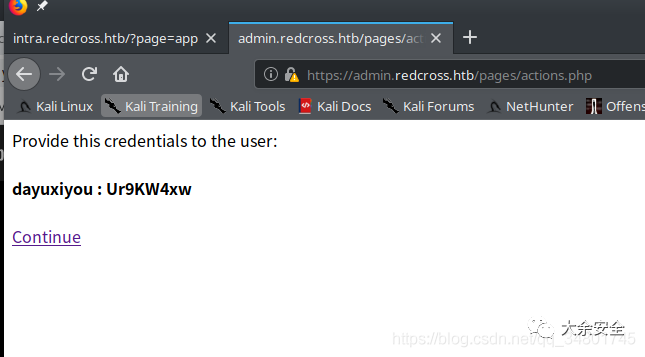 intra.redcross.htb/?page=app
admin.redcross.htb/pages/act
https://admin.redcross.htb/pages/actions.php
Kali Linux Kali Training Kali Tools Kali Docs Kali Forums NetHunter Offens
Provide this credentials to the user:
dayuxiyou : Ur9KW4xw
Continue
大余安全
https://blog.csdn.net/qq_34801745